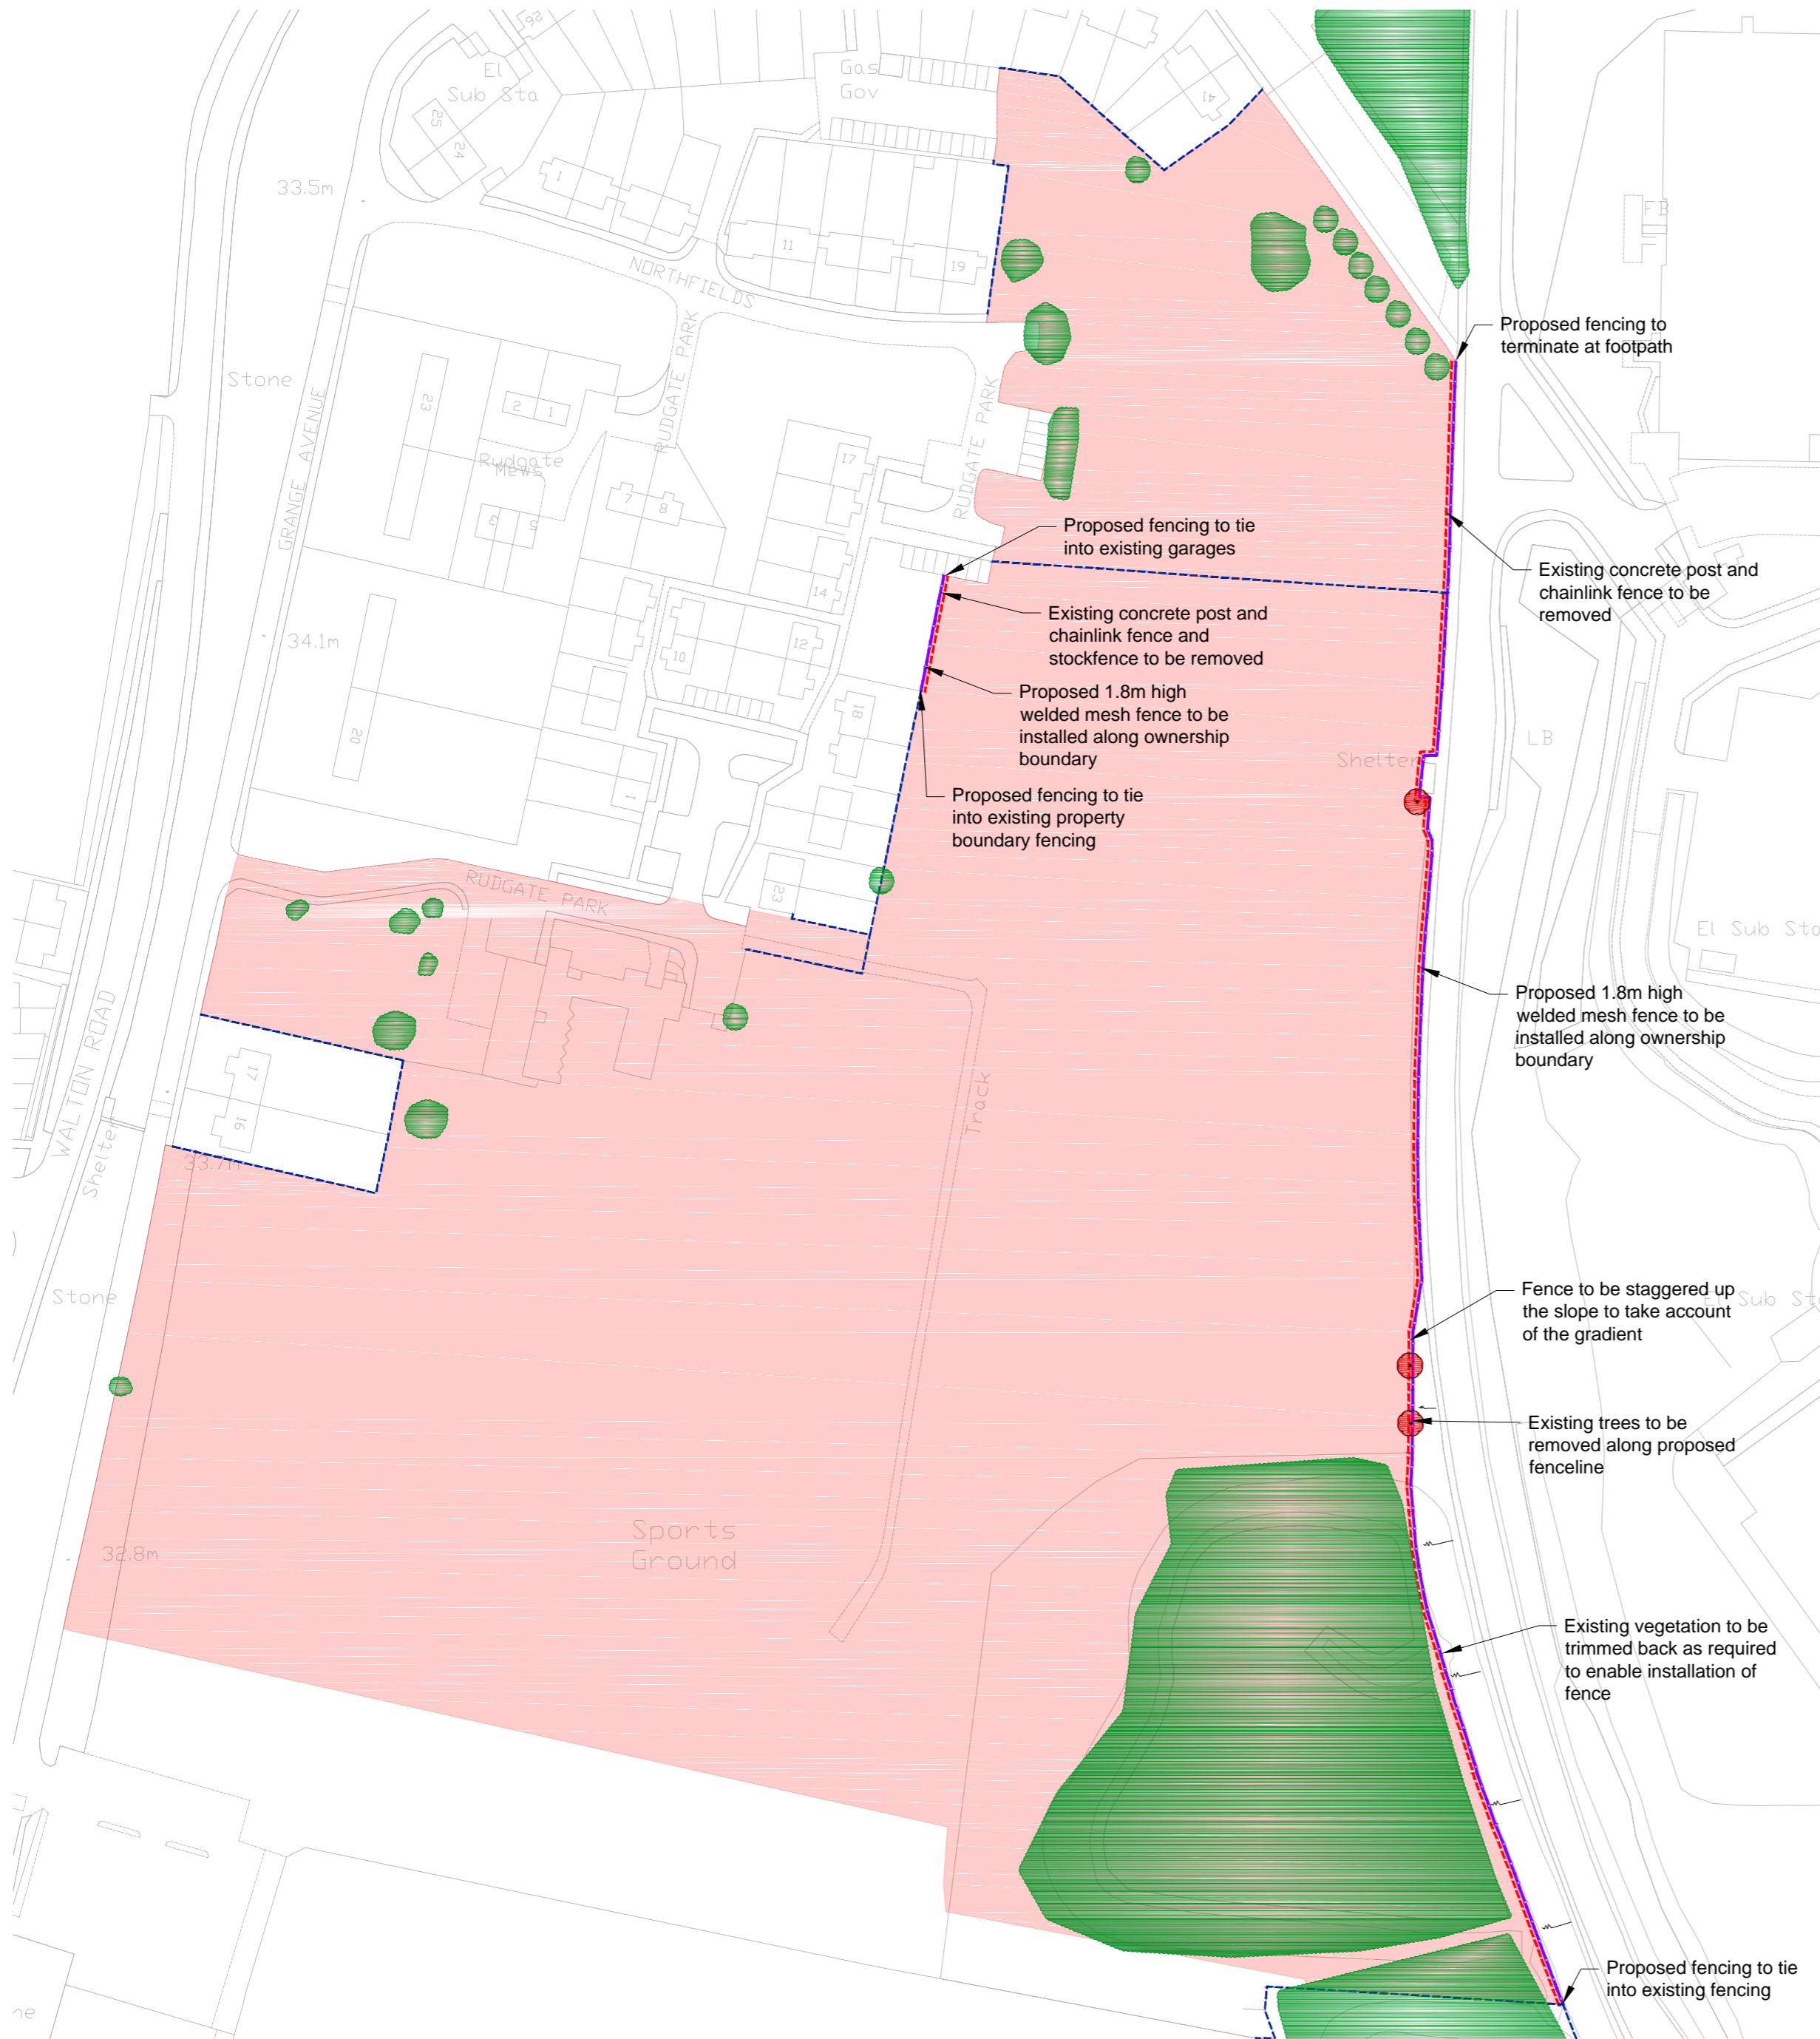 26
El
Sub Sta
25
24
Gas
Gov
41
33.5m
1
11
19
NORTHFIELDS
FB
Proposed fencing to
terminate at footpath
Stone
GRANGE AVENUE
23
2
1
Rudgate
Mews
3
5
RUDGATE PARK
7
8
17
RUDGATE PARK
Proposed fencing to tie
into existing garages
Existing concrete post and
chainlink fence to be
removed
14
Existing concrete post and
chainlink fence and
stockfence to be removed
34.1m
10
12
Proposed 1.8m high
welded mesh fence to be
installed along ownership
boundary
18
20
1
LB
Shelter
Proposed fencing to tie
into existing property
boundary fencing
RUDGATE PARK
23
El Sub Sta
Proposed 1.8m high
welded mesh fence to be
installed along ownership
boundary
WALTON ROAD
Shelter
17
16
33.7m
Track
Stone
Fence to be staggered up
the slope to take account
of the gradient
El Sub Sta
Existing trees to be
removed along proposed
fenceline
Sports
Ground
32.8m
Existing vegetation to be
trimmed back as required
to enable installation of
fence
Proposed fencing to tie
into existing fencing